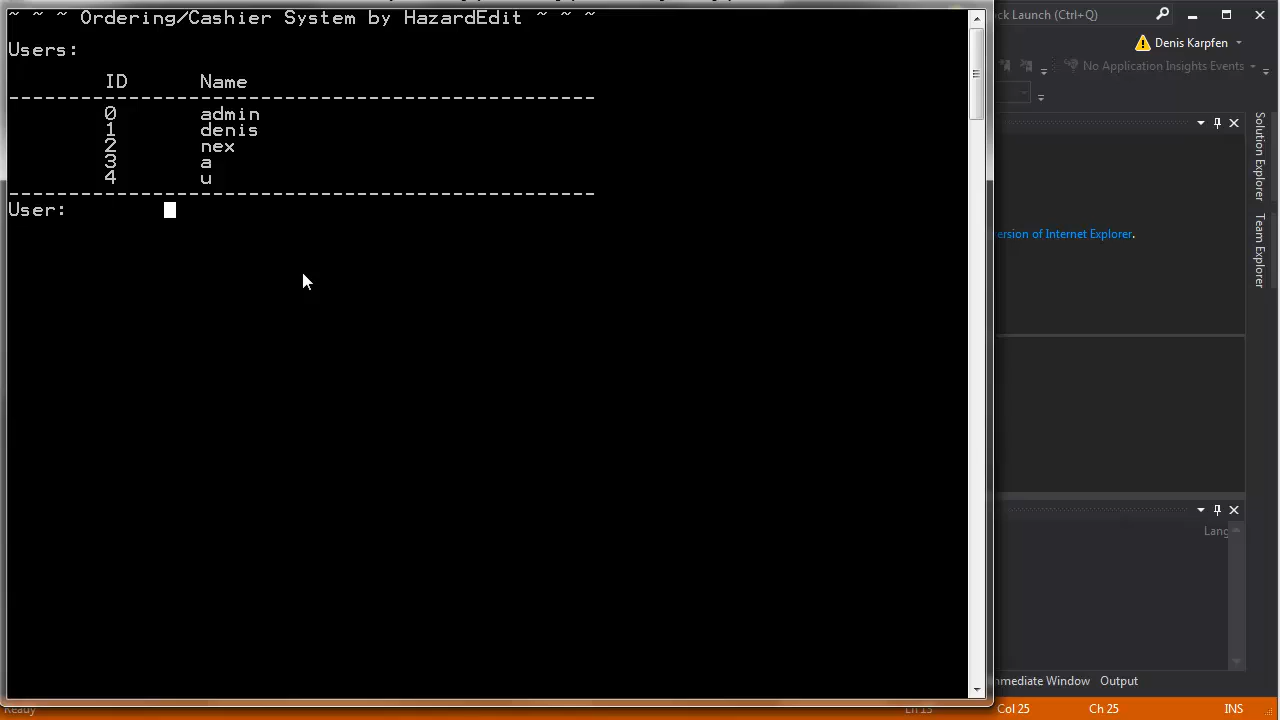 ~ ~ ~ Ordering/Cashier System by HazardEdit ~ ~ ~
Users:
ID Name
0 admin
1 denis
2 nex
3 a
4 u
User:
ck Launch (Ctrl+Q)
Denis Karpfen
No Application Insights Events
Solution Explorer
Team Explorer
ersion of Internet Explorer.
Lang
mmediate Window Output
Ready Ln 13 Col 25 Ch 25 INS